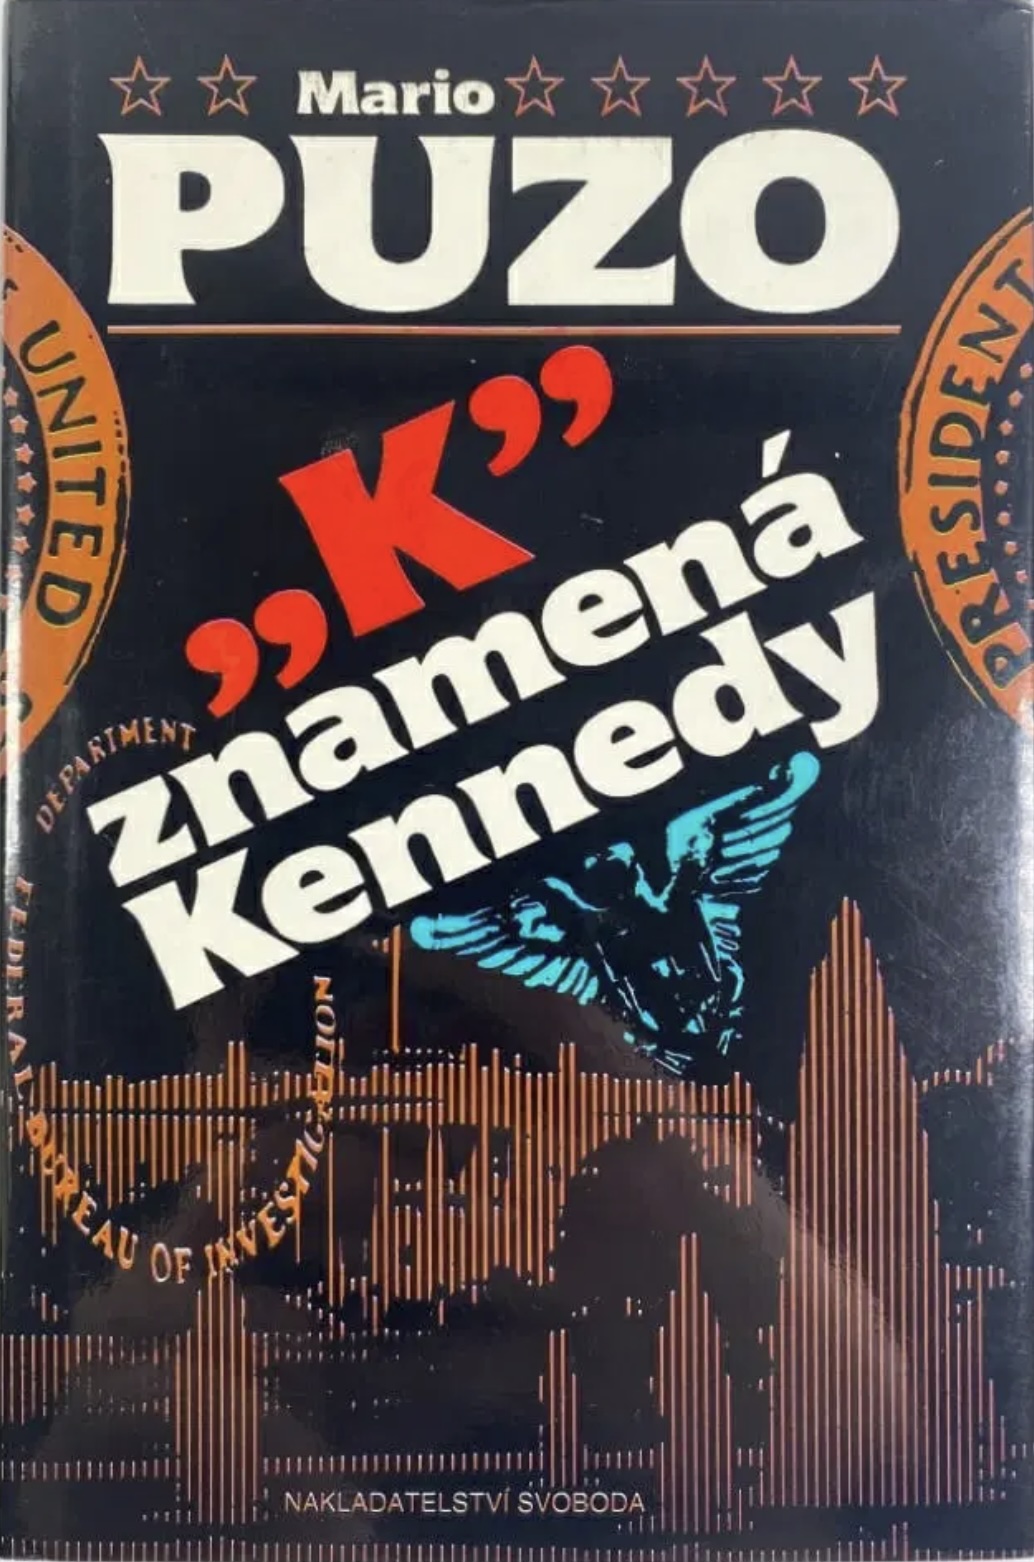 Mario
PUZO
„K”
znamená
Kennedy
UNITED
PRESIDENT
DEPARTMENT
FEDERAL BUREAU OF INVESTIGATION
NAKLADATELSTVÍ SVOBODA